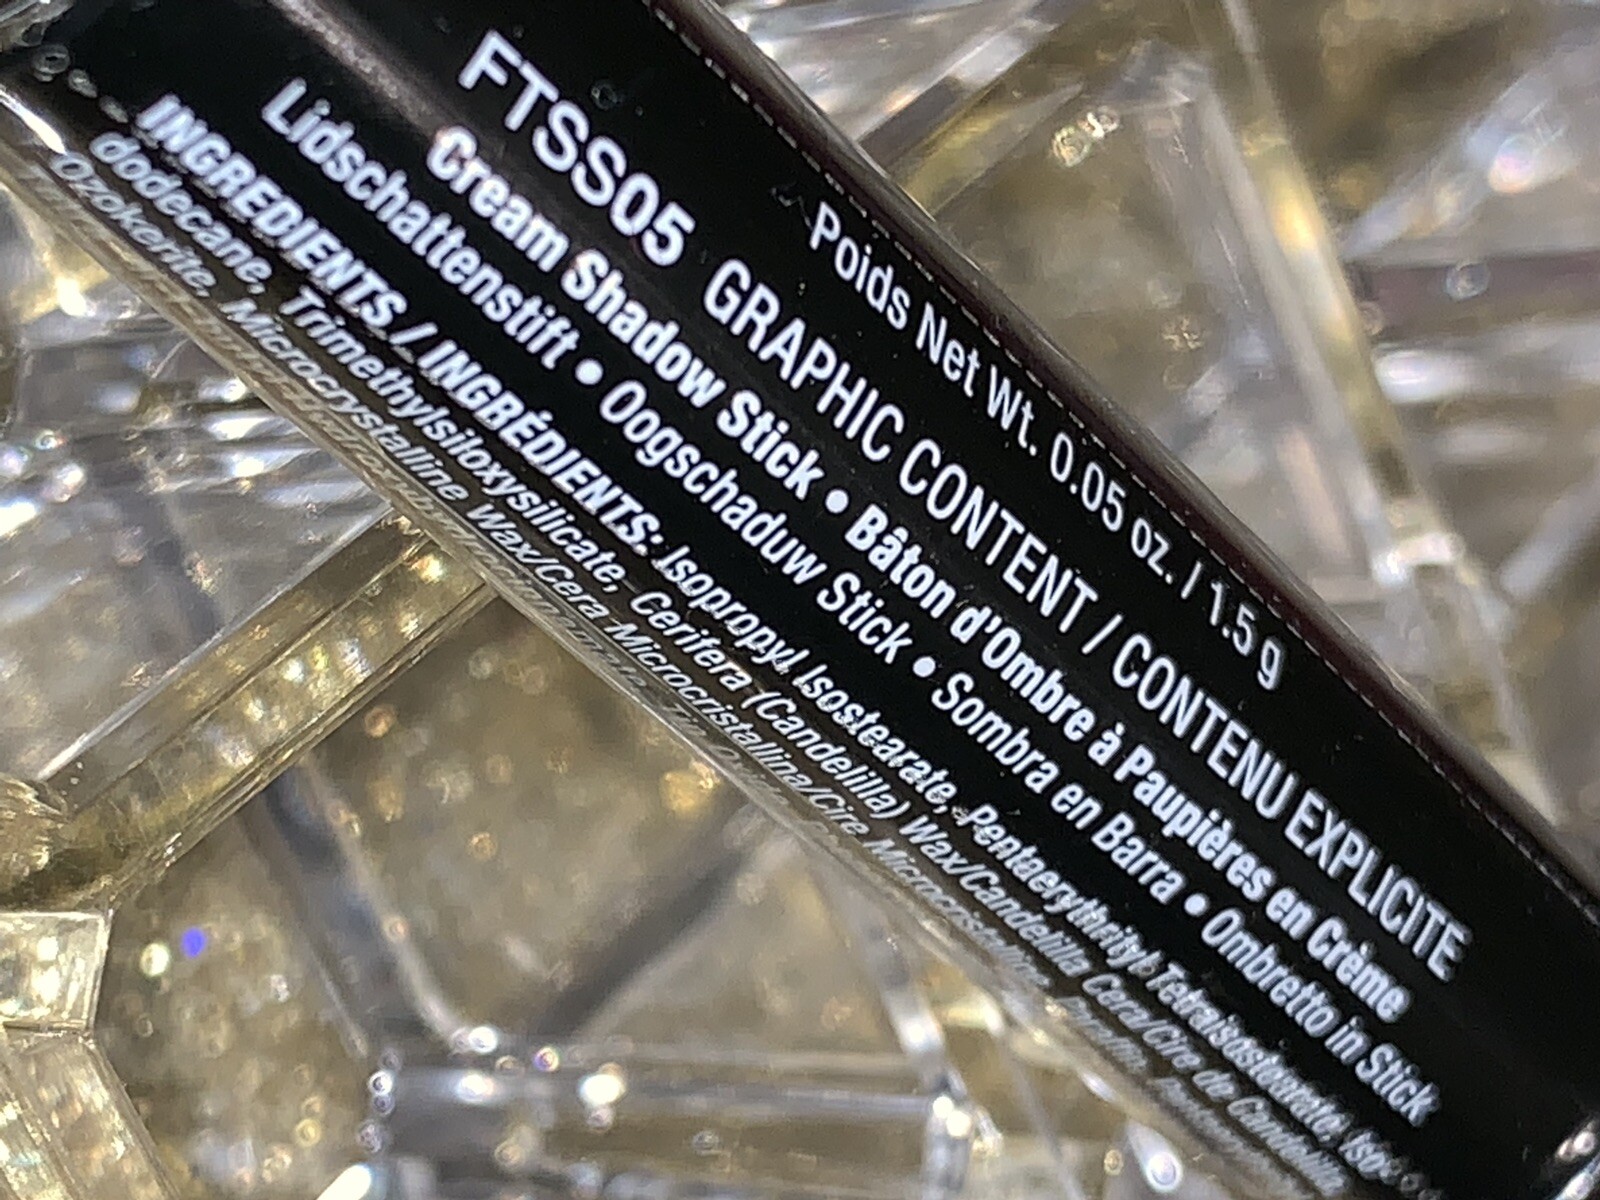 Poids Net Wt. 0.05 oz. / 1.5 g
FTSS05 GRAPHIC CONTENT / CONTENU EXPLICITE
Cream Shadow Stick • Bâton d'Ombre à Paupières en Crème
Lidschattenstift • Oogschaduw Stick • Sombra en Barra • Ombretto in Stick
INGREDIENTS / INGRÉDIENTS: Isopropyl Isostearate, Pentaerythrityl Tetraisostearate, Iso
dodecane, Trimethylsiloxysilicate, Cerifera (Candelilla) Wax/Candelilla Cera/Cire de Candelilla,
Ozokerite, Microcrystalline Wax/Cera Microcristallina/Cire Microcristalline,